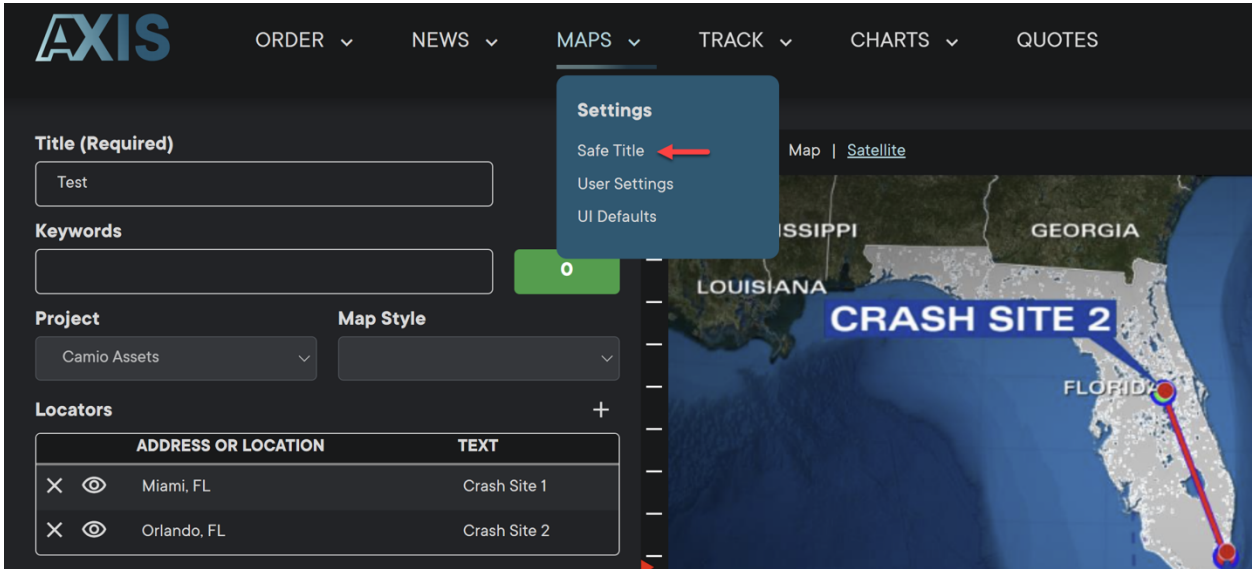 AXIS ORDER NEWS MAPS TRACK CHARTS QUOTES
Settings
Safe Title
User Settings
UI Defaults
Title (Required)
Test
Keywords
0
Project Map Style
Camio Assets
Locators +
ADDRESS OR LOCATION TEXT
Miami, FL Crash Site 1
Orlando, FL Crash Site 2
Map | Satellite
SSIPPI GEORGIA
LOUISIANA
CRASH SITE 2
FLORIDA